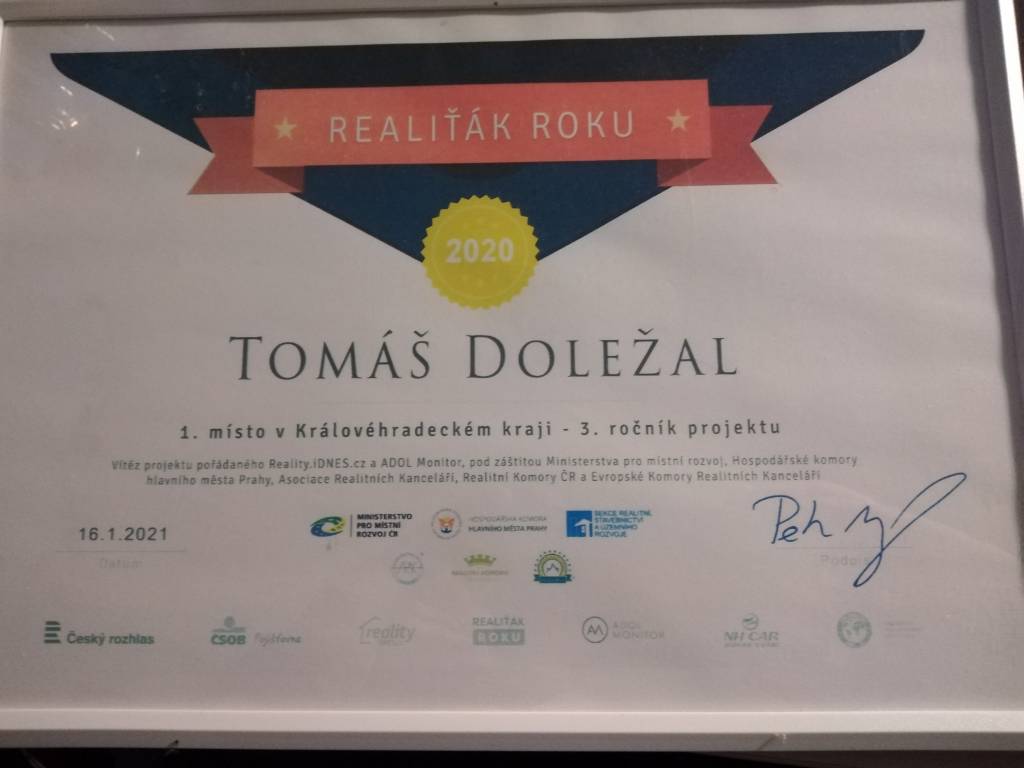 REALIŤÁK ROKU
2020
TOMÁŠ DOLEŽAL
1. místo v Královéhradeckém kraji - 3. ročník projektu
Vítěz projektu pořádaného Reality.iDNES.cz a ADOL Monitor, pod záštitou Ministerstva pro místní rozvoj, Hospodářské komory
hlavního města Prahy, Asociace Realitních Kanceláří, Realitní Komory ČR a Evropské Komory Realitních Kanceláří
16.1.2021
Datum
MINISTERSTVO
PRO MÍSTNÍ
ROZVOJ ČR
HOSPODÁŘSKÁ KOMORA
HLAVNÍHO MĚSTA PRAHY
SEKCE REALITNÍ,
STAVEBNICTVÍ
A ÚZEMNÍHO
ROZVOJE
Petr
Podpis
Český rozhlas
ČSOB Pojišťovna
reality
REALIŤÁK
ROKU
ADOL
MONITOR
NH CAR